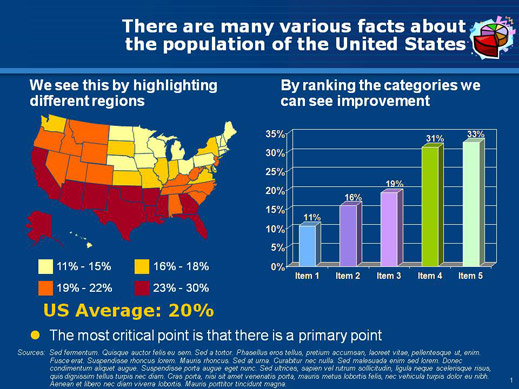 There are many various facts about
the population of the United States
We see this by highlighting
different regions
By ranking the categories we
can see improvement
35%
30%
25%
20%
15%
10%
5%
0%
11%
16%
19%
31%
33%
Item 1
Item 2
Item 3
Item 4
Item 5
11% - 15%
16% - 18%
19% - 22%
23% - 30%
US Average: 20%
The most critical point is that there is a primary point
Sources: Sed fermentum. Quisque auctor felis eu sem. Sed a tortor. Phasellus eros tellus, pretium accumsan, laoreet vitae, pellentesque ut, enim.
Fusce erat. Suspendisse rhoncus lorem. Mauris rhoncus. Sed at urna. Curabitur nec nulla. Sed malesuada enim sed lorem. Donec
condimentum aliquet augue. Suspendisse porta augue eget nunc. Sed ultrices, sapien vel rutrum sollicitudin, ligula neque scelerisque risus,
quis dignissim tellus turpis nec diam. Cras porta, nisi sit amet venenatis porta, mauris metus lobortis felis, nec vehicula turpis dolor eu nibh.
Aenean et libero nec diam viverra lobortis. Mauris porttitor tincidunt magna.
1